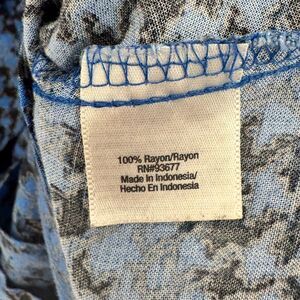 100% Rayon/Rayon
RN#93677
Made In Indonesia/
Hecho En Indonesia